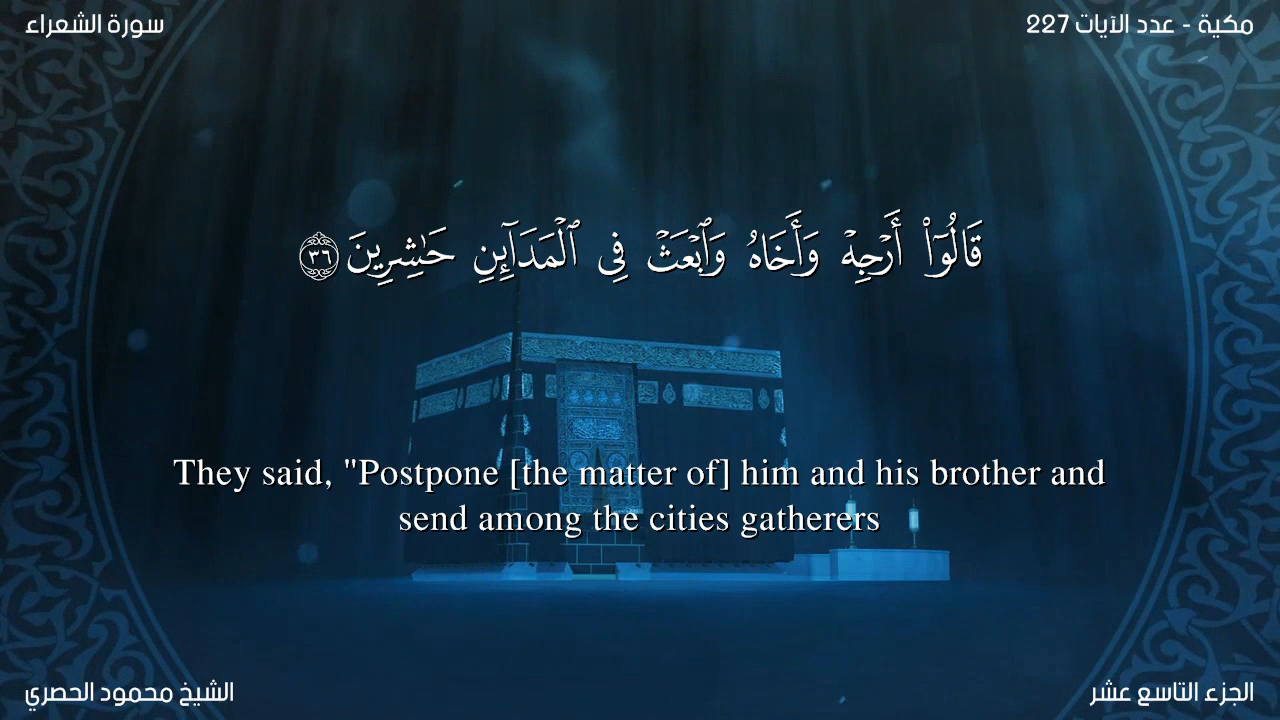 سورة الشعراء
مكية - عدد الآيات 227
قَالُوٓا۟ أَرْجِهْ وَأَخَاهُ وَٱبْعَثْ فِى ٱلْمَدَآئِنِ حَـٰشِرِينَ ٣٦
They said, "Postpone [the matter of] him and his brother and
send among the cities gatherers
الشيخ محمود الحصري
الجزء التاسع عشر